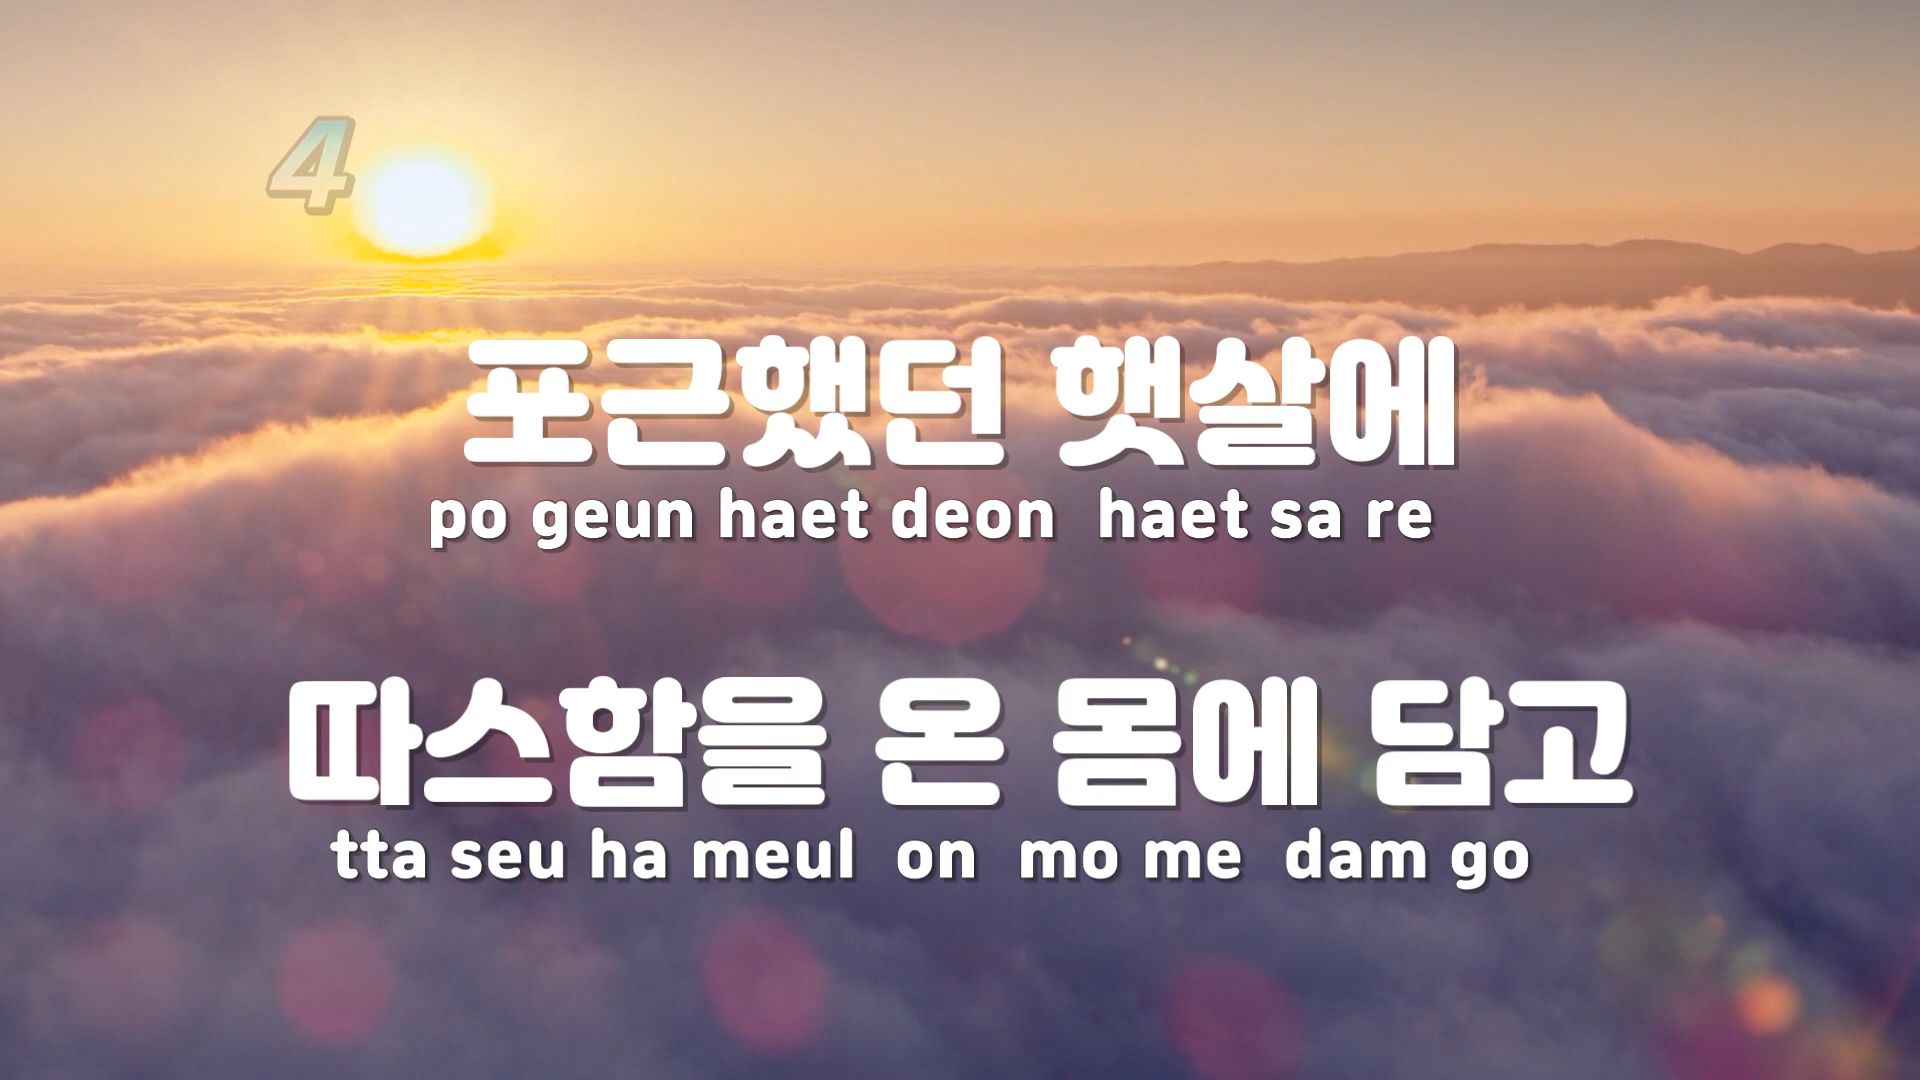 4
포근했던 햇살에
po geun haet deon haet sa re
따스함을 온 몸에 담고
tta seu ha meul on mo me dam go